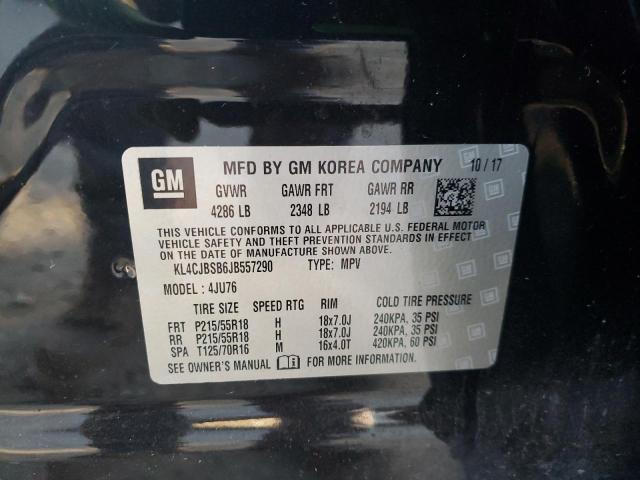 GM MFD BY GM KOREA COMPANY 10/17
GVWR GAWR FRT GAWR RR
4286 LB 2348 LB 2194 LB
THIS VEHICLE CONFORMS TO ALL APPLICABLE U.S. FEDERAL MOTOR
VEHICLE SAFETY AND THEFT PREVENTION STANDARDS IN EFFECT
ON THE DATE OF MANUFACTURE SHOWN ABOVE.
KL4CJBSB6JB557290 TYPE: MPV
MODEL : 4JU76
TIRE SIZE SPEED RTG RIM COLD TIRE PRESSURE
FRT P215/55R18 H 18x7.0J 240KPA, 35 PSI
RR P215/55R18 H 18x7.0J 240KPA, 35 PSI
SPA T125/70R16 M 16x4.0T 420KPA, 60 PSI
SEE OWNER'S MANUAL FOR MORE INFORMATION